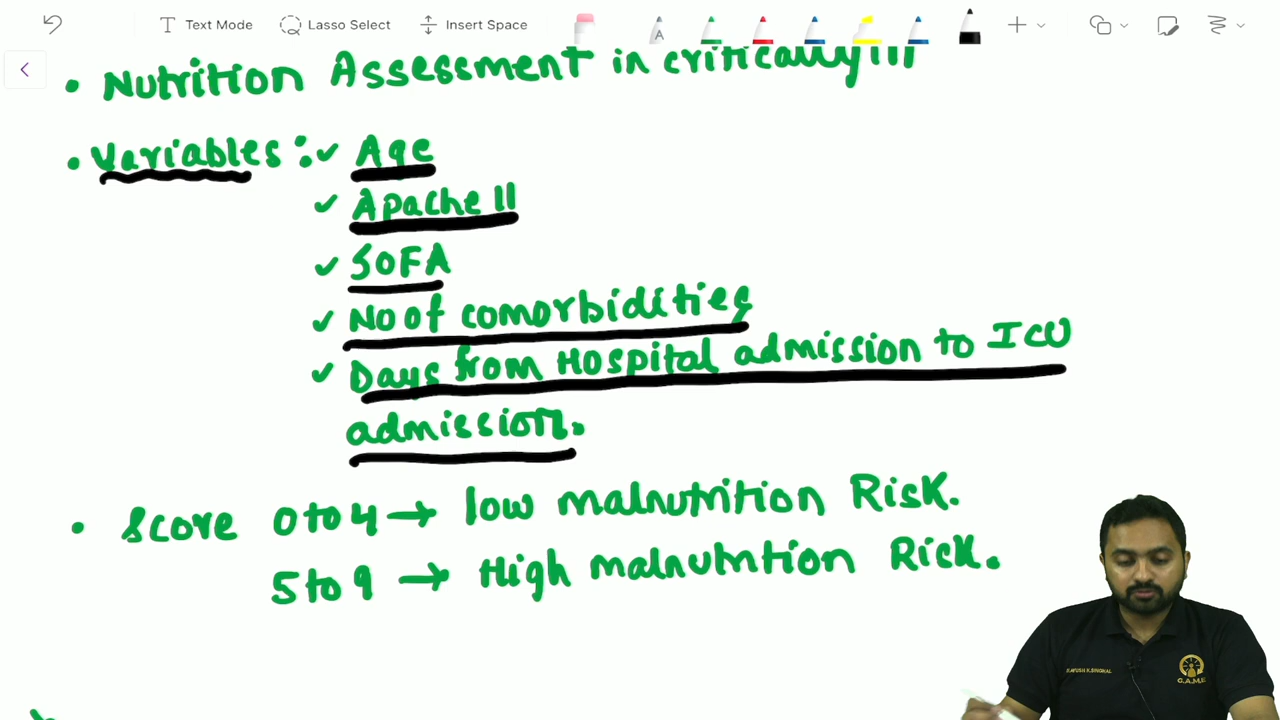 Text Mode Lasso Select Insert Space
A
• Nutrition Assessment in critically ill
• Variables : ✓ Age
✓ Apache II
✓ SOFA
✓ No of comorbidities
✓ Days from Hospital admission to ICU
admission.
• Score 0 to 4 → low malnutrition Risk.
5 to 9 → High malnutrition Risk.
G.A.M.E